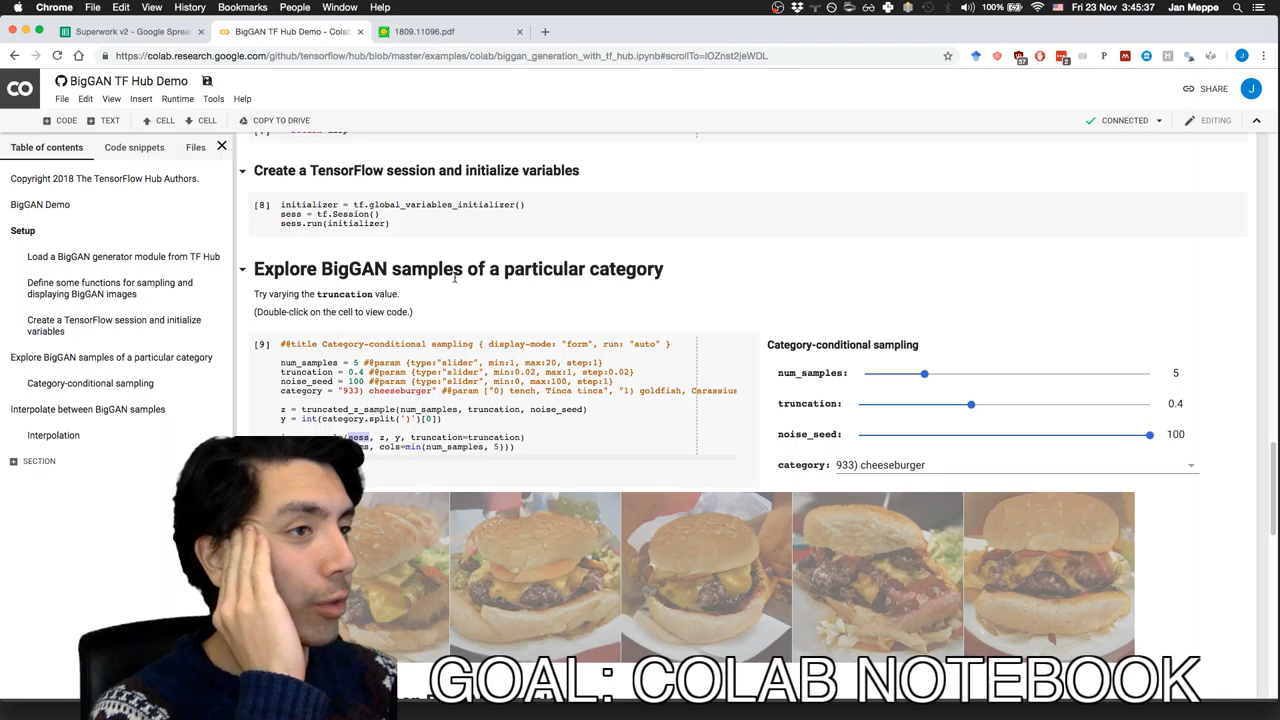 Chrome File Edit View History Bookmarks People Window Help 100% Fri 23 Nov 3:45:37 Jan Meppe
Superwork v2 - Google Spread BigGAN TF Hub Demo - Colab 1809.11096.pdf
https://colab.research.google.com/github/tensorflow/hub/blob/master/examples/colab/biggan_generation_with_tf_hub.ipynb#scrollTo=IOZnst2jeWDL
CO BigGAN TF Hub Demo SHARE J
File Edit View Insert Runtime Tools Help
CODE TEXT CELL CELL COPY TO DRIVE CONNECTED EDITING
Table of contents Code snippets Files
Copyright 2018 The TensorFlow Hub Authors.
BigGAN Demo
Setup
Load a BigGAN generator module from TF Hub
Define some functions for sampling and
displaying BigGAN images
Create a TensorFlow session and initialize
variables
Explore BigGAN samples of a particular category
Category-conditional sampling
Interpolate between BigGAN samples
Interpolation
SECTION
Create a TensorFlow session and initialize variables
[8] initializer = tf.global_variables_initializer()
sess = tf.Session()
sess.run(initializer)
Explore BigGAN samples of a particular category
Try varying the truncation value.
(Double-click on the cell to view code.)
[9] #@title Category-conditional sampling { display-mode: "form", run: "auto" }
num_samples = 5 #@param {type:"slider", min:1, max:20, step:1}
truncation = 0.4 #@param {type:"slider", min:0.02, max:1, step:0.02}
noise_seed = 100 #@param {type:"slider", min:0, max:100, step:1}
category = "933) cheeseburger" #@param ["0) tench, Tinca tinca", "1) goldfish, Carassius
z = truncated_z_sample(num_samples, truncation, noise_seed)
y = int(category.split(')')[0])
sess, z, y, truncation=truncation)
cols=min(num_samples, 5)))
Category-conditional sampling
num_samples: 5
truncation: 0.4
noise_seed: 100
category: 933) cheeseburger
GOAL: COLAB NOTEBOOK